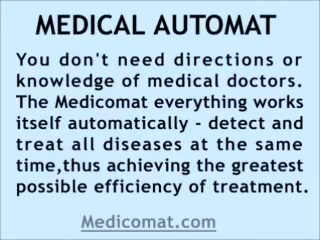 MEDICAL AUTOMAT
You don't need directions or
knowledge of medical doctors.
The Medicomat everything works
itself automatically - detect and
treat all diseases at the same
time,thus achieving the greatest
possible efficiency of treatment.
Medicomat.com